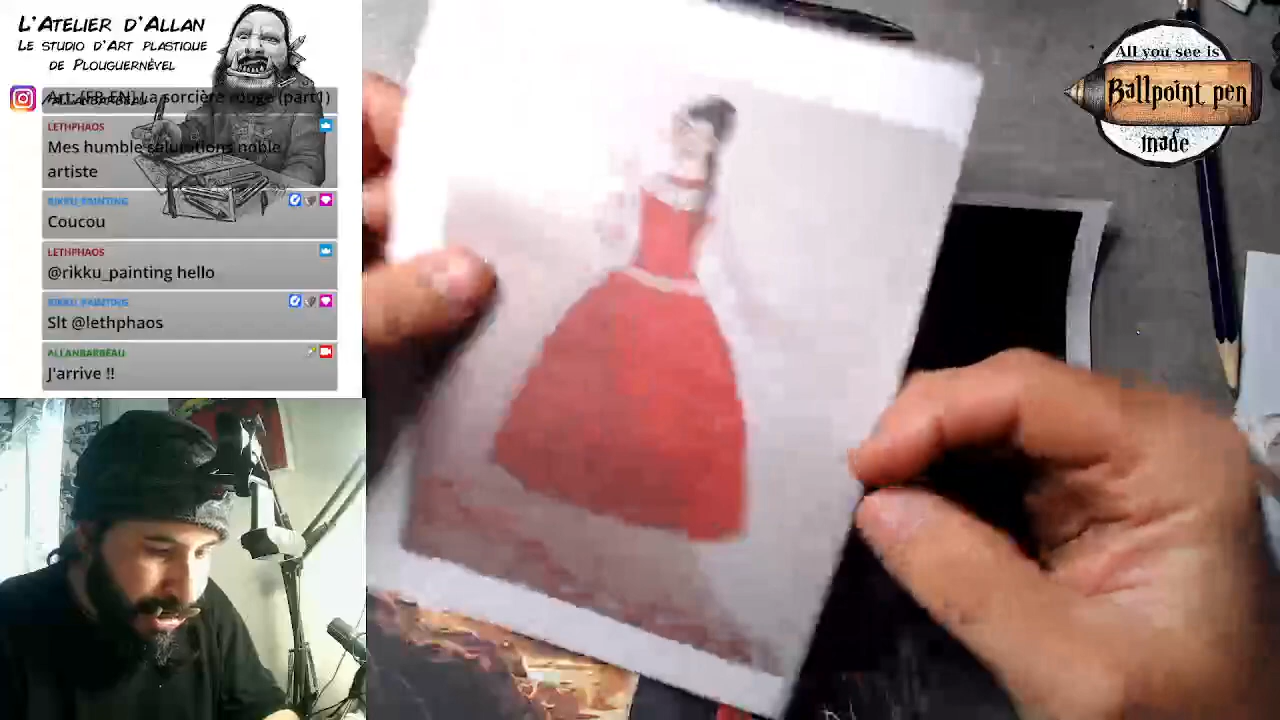 L'ATELIER D'ALLAN
LE STUDIO D'ART PLASTIQUE
DE PLOUGUERNÉVEL
Art: (FR-EN) La sorcière rouge (part1)
/ALLANBARBEAU
LETHPHAOS
Mes humble salutations noble
artiste
RIKKU_PAINTING
Coucou
LETHPHAOS
@rikku_painting hello
RIKKU_PAINTING
Slt @lethphaos
ALLANBARBEAU
J'arrive !!
All you see is
Ballpoint pen
made